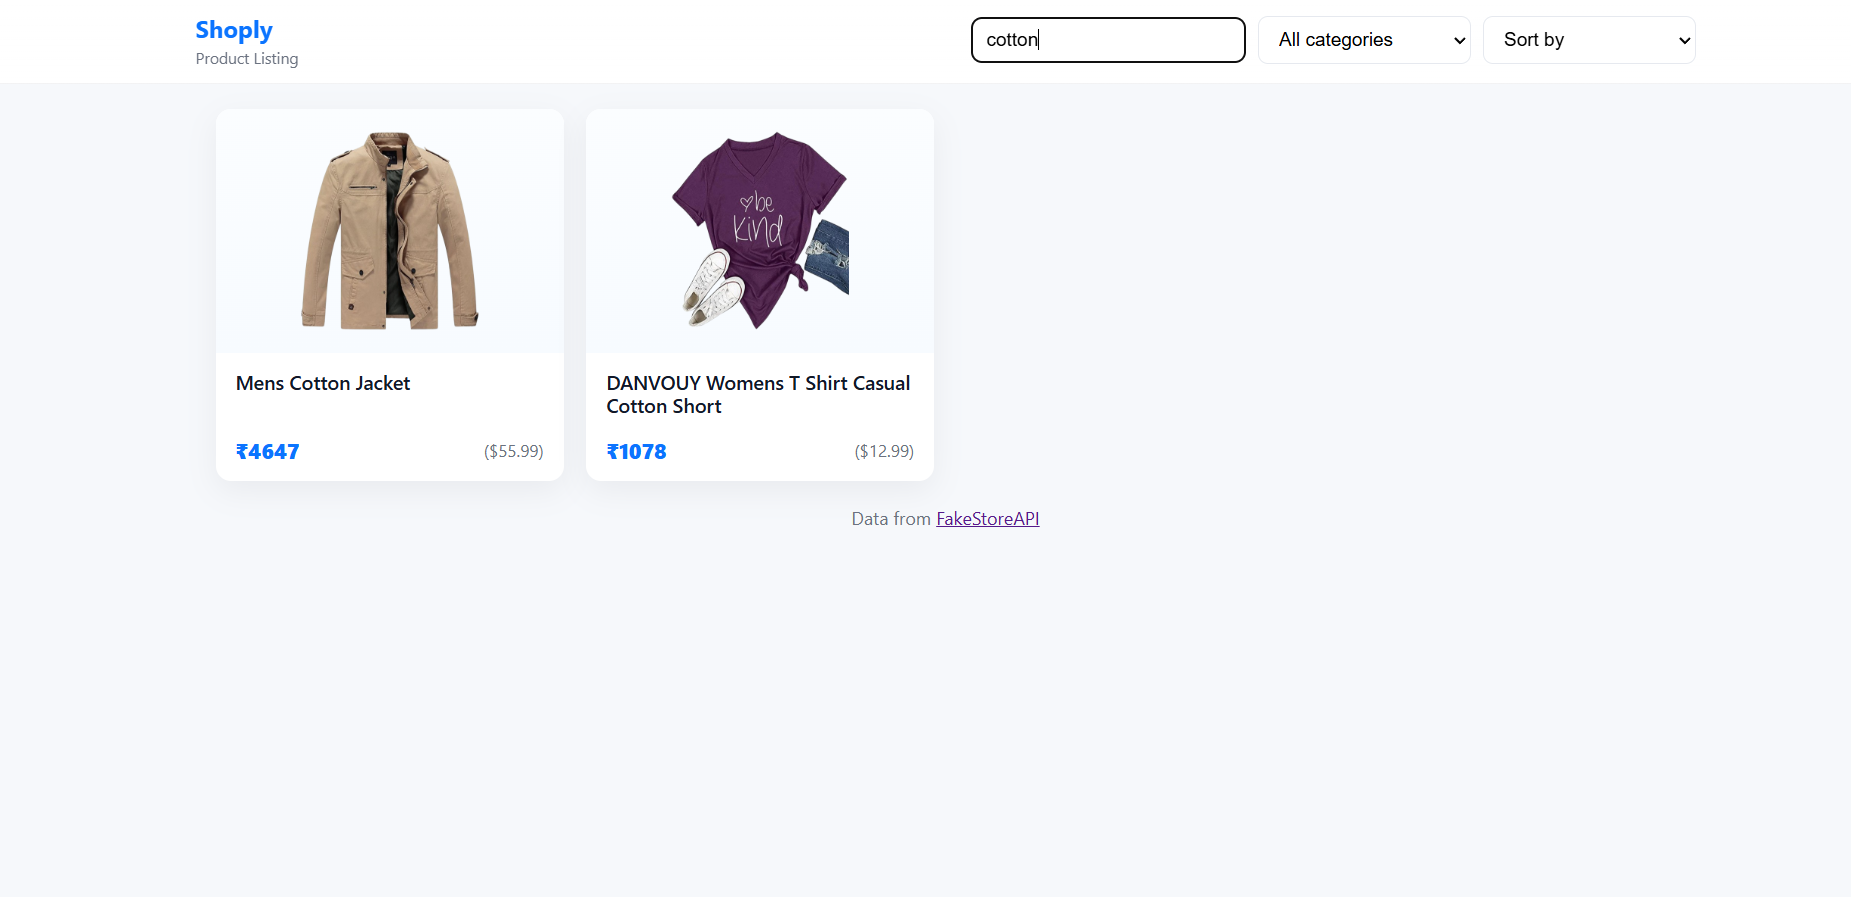 Shoply
Product Listing
cotton
All categories
Sort by
be
kind
Mens Cotton Jacket
₹4647
($55.99)
DANVOUY Womens T Shirt Casual
Cotton Short
₹1078
($12.99)
Data from FakeStoreAPI